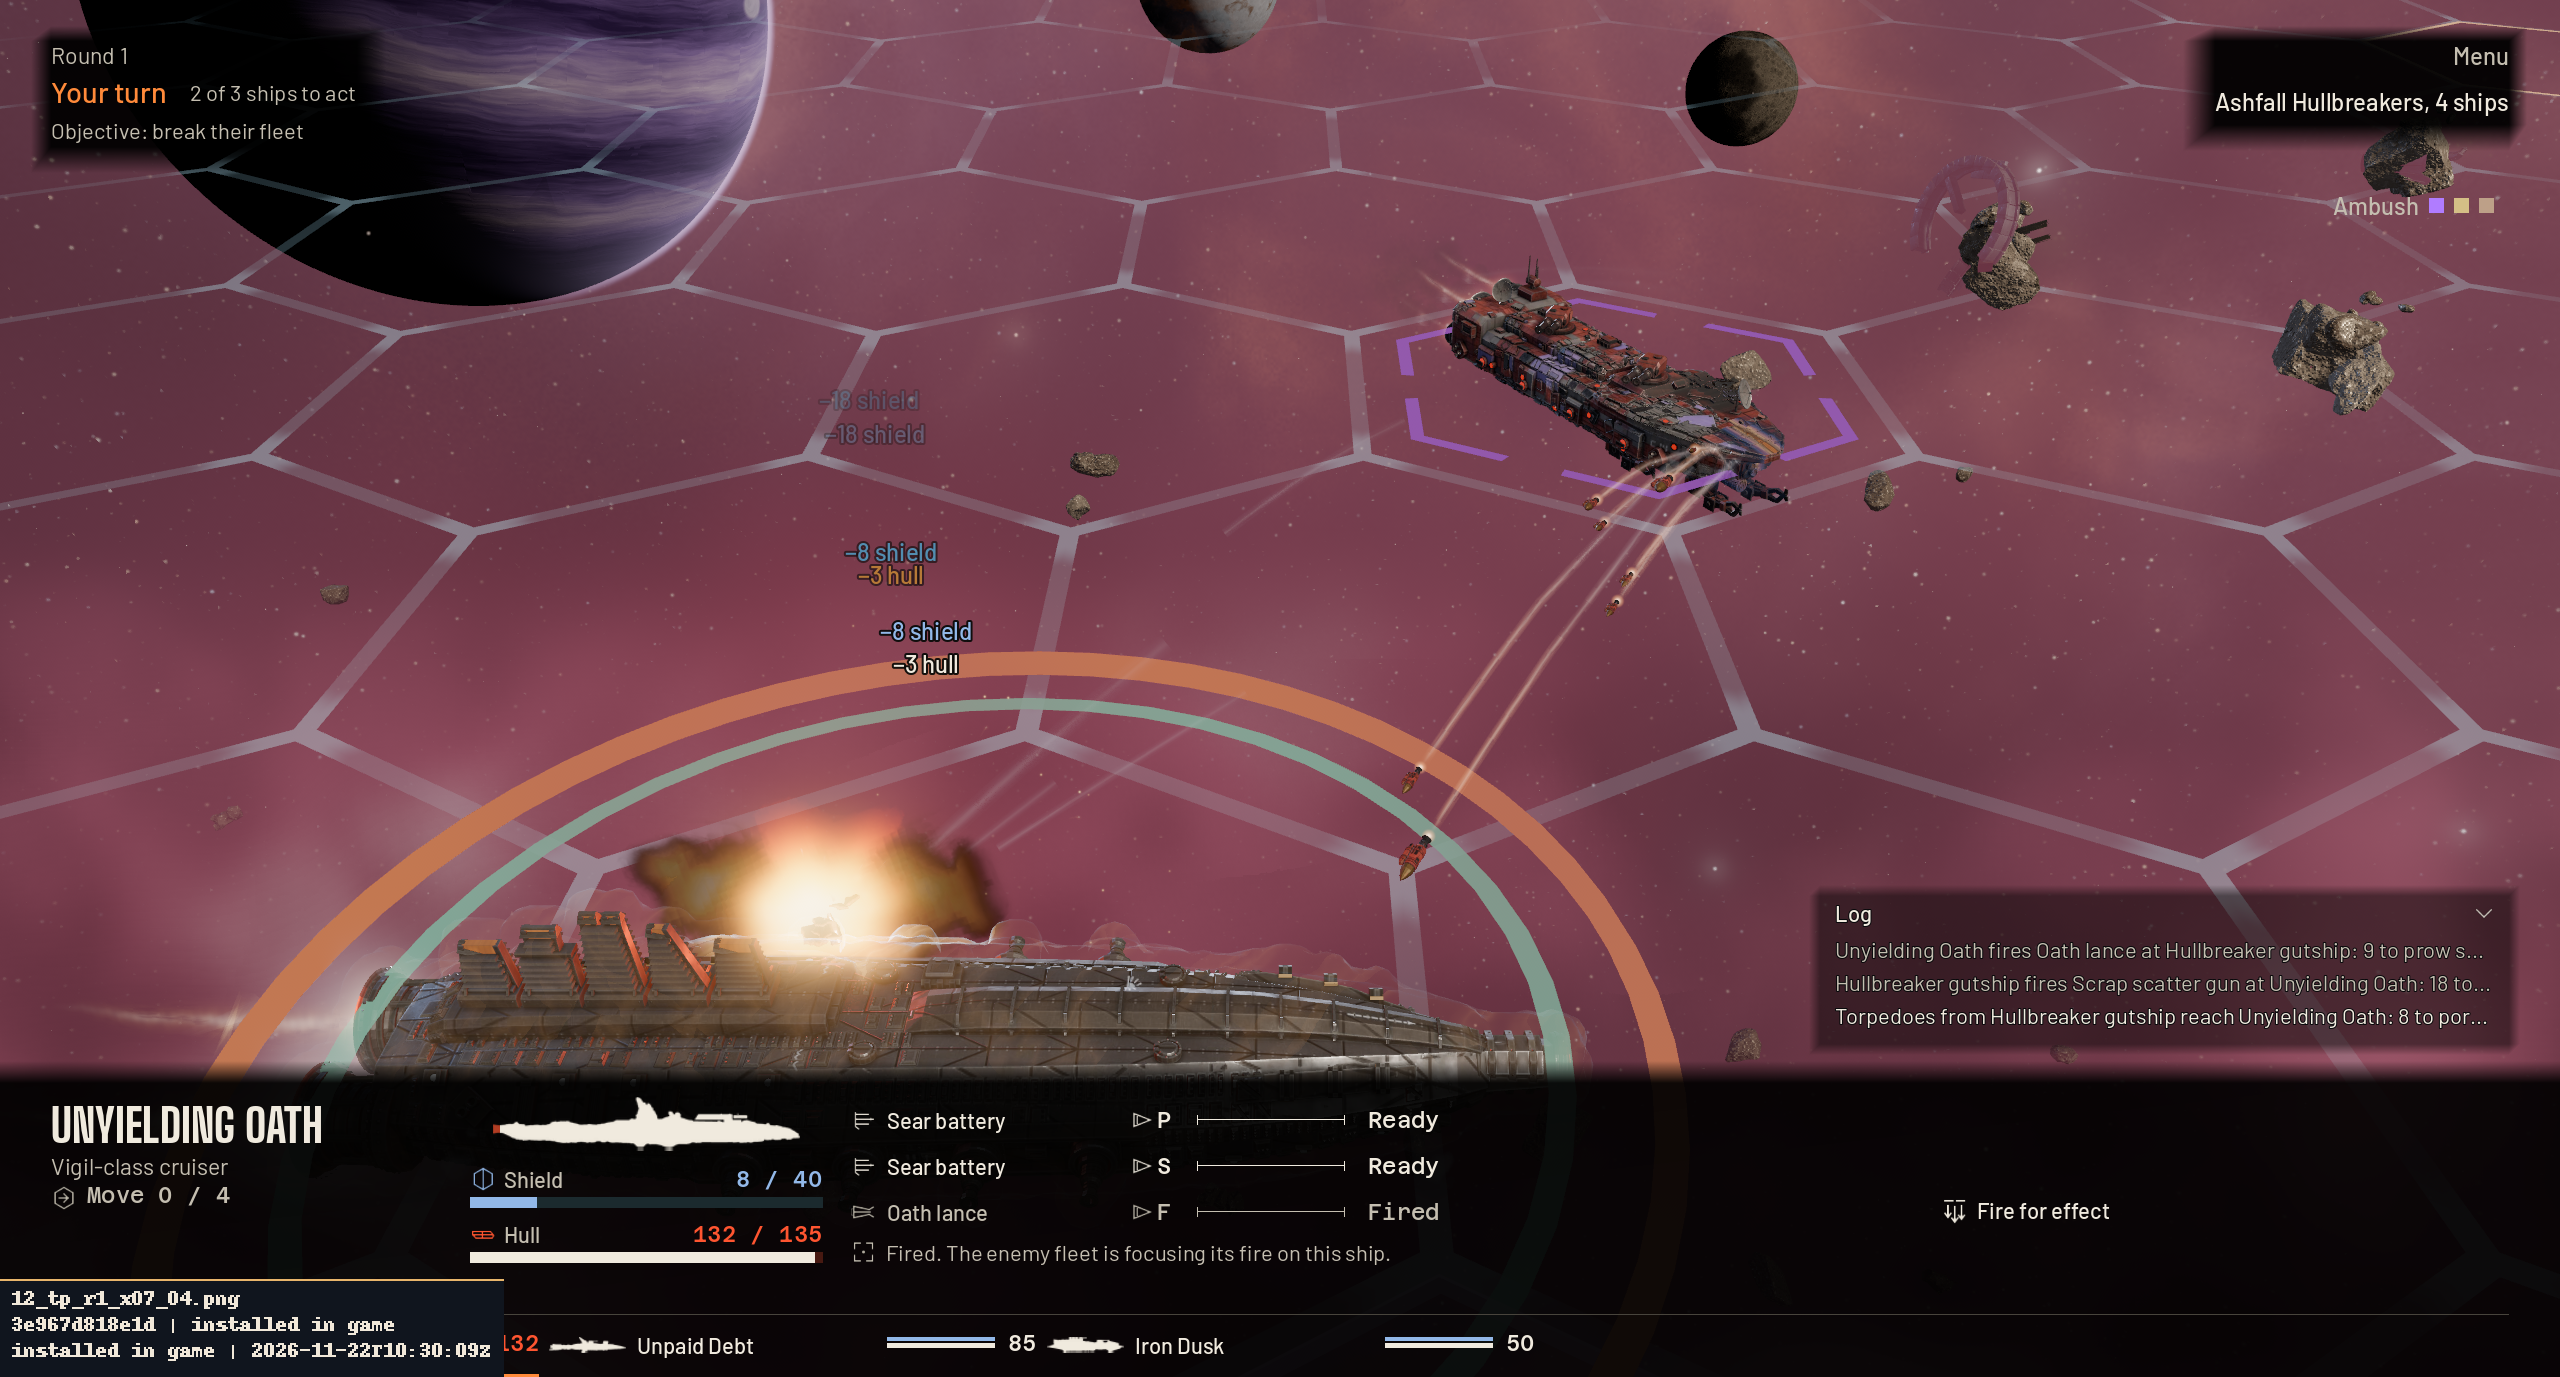 Round 1
Your turn 2 of 3 ships to act
Objective: break their fleet
Menu
Ashfall Hullbreakers, 4 ships
Ambush
−18 shield
−18 shield
−8 shield
−3 hull
−8 shield
−3 hull
Log
Unyielding Oath fires Oath lance at Hullbreaker gutship: 9 to prow s...
Hullbreaker gutship fires Scrap scatter gun at Unyielding Oath: 18 to...
Torpedoes from Hullbreaker gutship reach Unyielding Oath: 8 to por...
UNYIELDING OATH
Vigil-class cruiser
Move 0 / 4
Shield 8 / 40
Hull 132 / 135
Sear battery P Ready
Sear battery S Ready
Oath lance F Fired
Fired. The enemy fleet is focusing its fire on this ship.
Fire for effect
12_tp_r1_x07_04.png
3e967d818e1d | installed in game
installed in game | 2026-11-22T10:30:09Z
132 Unpaid Debt 85 Iron Dusk 50